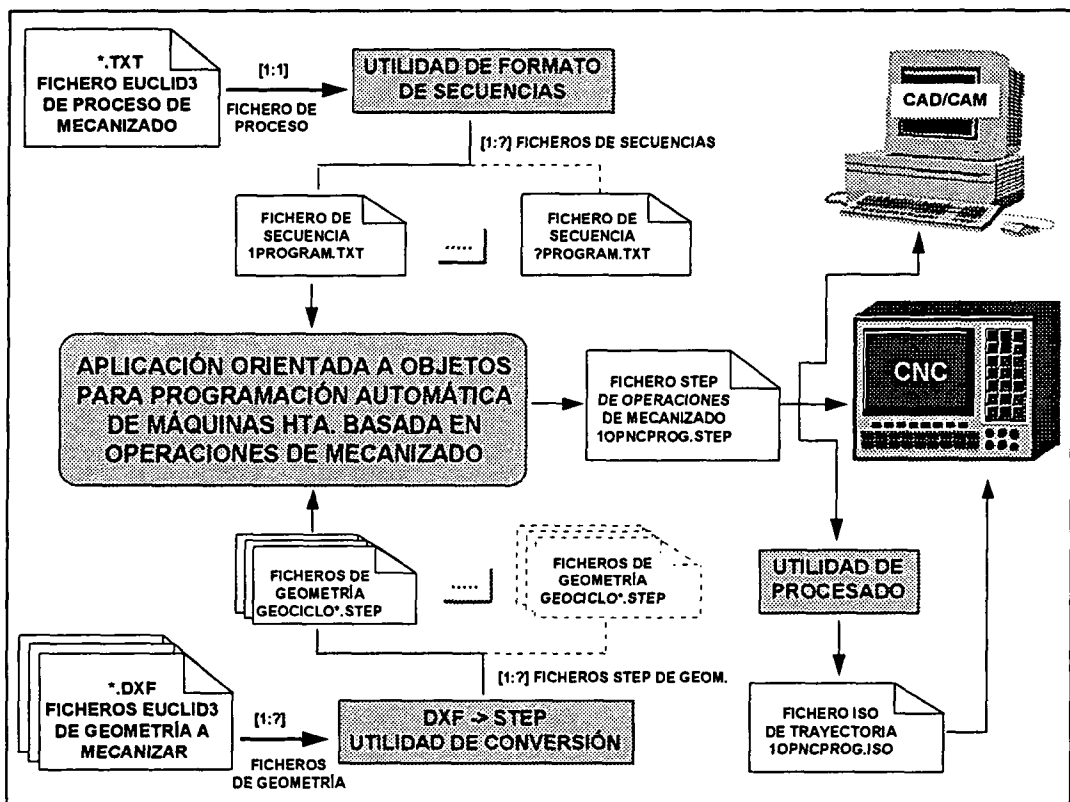 *.TXT
FICHERO EUCLID3
DE PROCESO DE
MECANIZADO
[1:1]
FICHERO DE
PROCESO
UTILIDAD DE FORMATO
DE SECUENCIAS
CAD/CAM
[1:?] FICHEROS DE SECUENCIAS
FICHERO DE
SECUENCIA
1PROGRAM.TXT
.....
FICHERO DE
SECUENCIA
?PROGRAM.TXT
APLICACIÓN ORIENTADA A OBJETOS
PARA PROGRAMACIÓN AUTOMÁTICA
DE MÁQUINAS HTA. BASADA EN
OPERACIONES DE MECANIZADO
FICHERO STEP
DE OPERACIONES
DE MECANIZADO
1OPNCPROG.STEP
CNC
FICHEROS DE
GEOMETRÍA
GEOCICLO*.STEP
.....
FICHEROS DE
GEOMETRÍA
GEOCICLO*.STEP
UTILIDAD DE
PROCESADO
[1:?] FICHEROS STEP DE GEOM.
*.DXF
FICHEROS EUCLID3
DE GEOMETRÍA A
MECANIZAR
[1:?]
FICHEROS
DE GEOMETRÍA
DXF -> STEP
UTILIDAD DE CONVERSIÓN
FICHERO ISO
DE TRAYECTORIA
1OPNCPROG.ISO